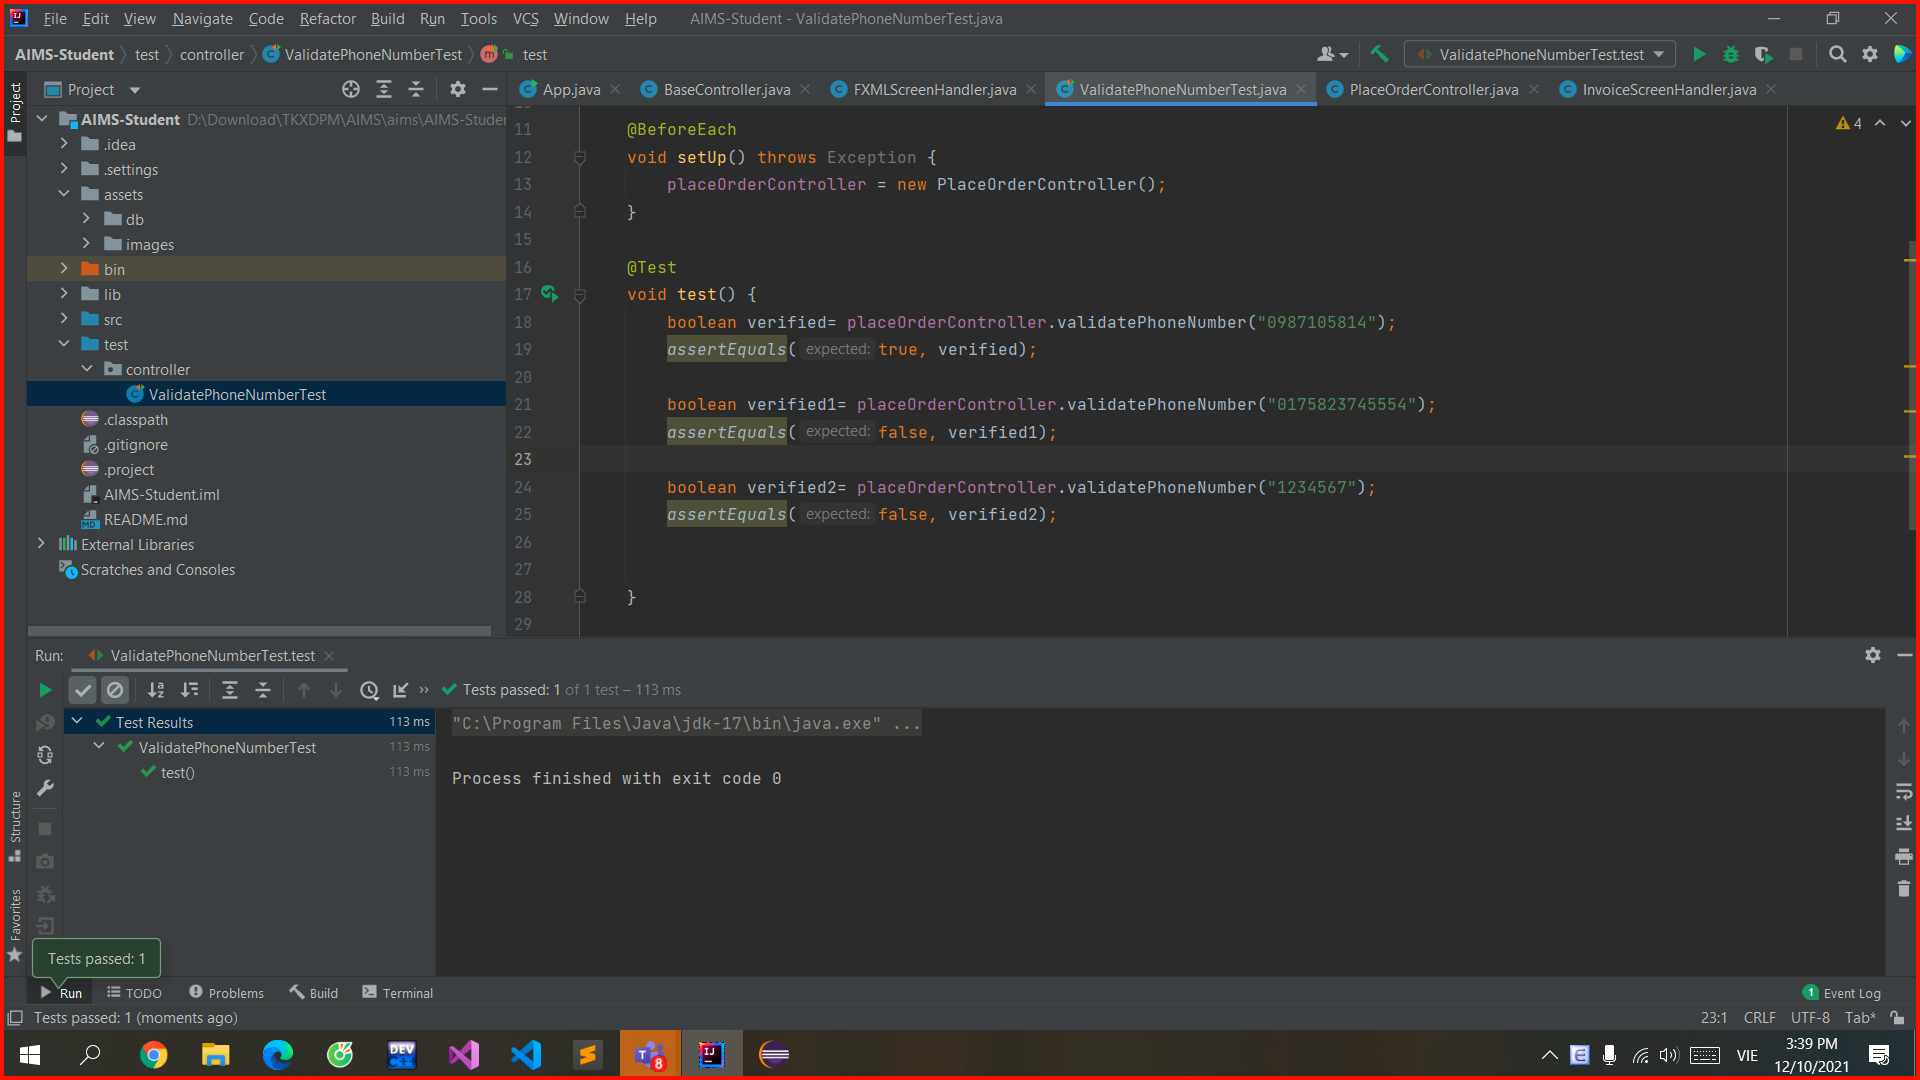 File Edit View Navigate Code Refactor Build Run Tools VCS Window Help AIMS-Student - ValidatePhoneNumberTest.java
AIMS-Student test controller ValidatePhoneNumberTest test
ValidatePhoneNumberTest.test
Project
Project
App.java BaseController.java FXMLScreenHandler.java ValidatePhoneNumberTest.java PlaceOrderController.java InvoiceScreenHandler.java
AIMS-Student D:\Download\TKXDPM\AIMS\aims\AIMS-Studen
.idea
.settings
assets
db
images
bin
lib
src
test
controller
ValidatePhoneNumberTest
.classpath
.gitignore
.project
AIMS-Student.iml
README.md
External Libraries
Scratches and Consoles
4
11 @BeforeEach
12 void setUp() throws Exception {
13 placeOrderController = new PlaceOrderController();
14 }
15
16 @Test
17 void test() {
18 boolean verified= placeOrderController.validatePhoneNumber("0987105814");
19 assertEquals( expected: true, verified);
20
21 boolean verified1= placeOrderController.validatePhoneNumber("0175823745554");
22 assertEquals( expected: false, verified1);
23
24 boolean verified2= placeOrderController.validatePhoneNumber("1234567");
25 assertEquals( expected: false, verified2);
26
27
28 }
29
Run: ValidatePhoneNumberTest.test
Tests passed: 1 of 1 test – 113 ms
Test Results 113 ms
ValidatePhoneNumberTest 113 ms
test() 113 ms
"C:\Program Files\Java\jdk-17\bin\java.exe" ...
Process finished with exit code 0
Structure
Favorites
Tests passed: 1
Run TODO Problems Build Terminal
1 Event Log
Tests passed: 1 (moments ago)
23:1 CRLF UTF-8 Tab*
DEV C++
8
IJ
E
VIE
3:39 PM
12/10/2021